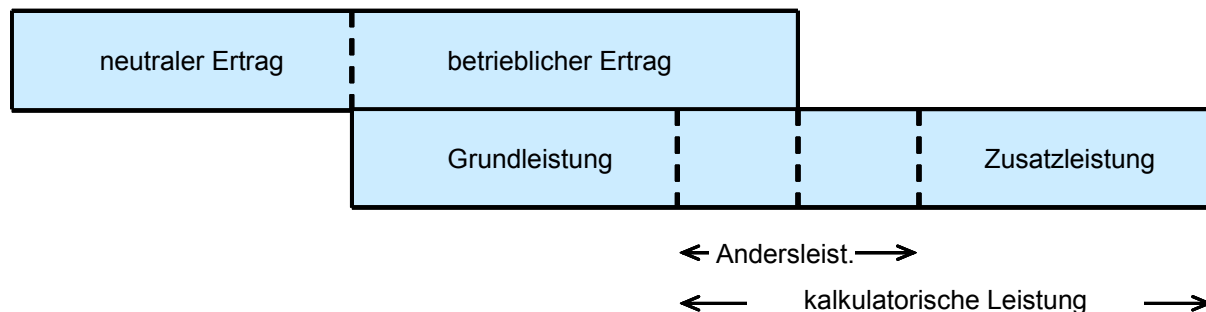 neutraler Ertrag betrieblicher Ertrag
Grundleistung Zusatzleistung
Andersleist.
kalkulatorische Leistung